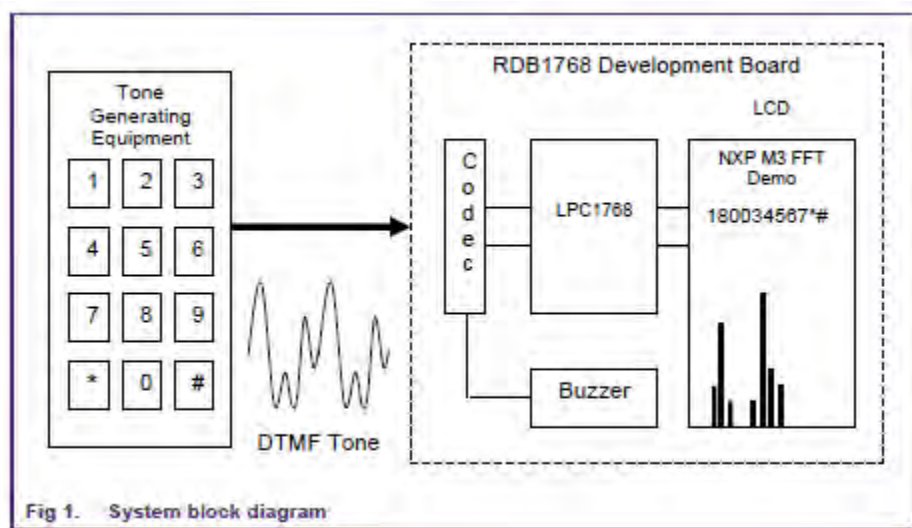 RDB1768 Development Board
Tone
Generating
Equipment
1 2 3
4 5 6
7 8 9
* 0 #
DTMF Tone
Codec
LPC1768
Buzzer
LCD
NXP M3 FFT
Demo
180034567*#
Fig 1. System block diagram